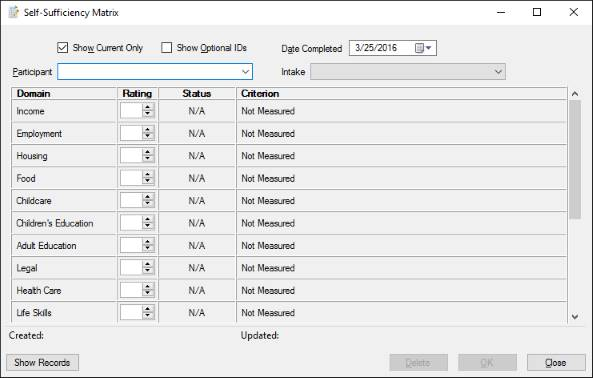 Self-Sufficiency Matrix
Show Current Only Show Optional IDs Date Completed 3/25/2016
Participant Intake
Domain Rating Status Criterion
Income N/A Not Measured
Employment N/A Not Measured
Housing N/A Not Measured
Food N/A Not Measured
Childcare N/A Not Measured
Children's Education N/A Not Measured
Adult Education N/A Not Measured
Legal N/A Not Measured
Health Care N/A Not Measured
Life Skills N/A Not Measured
Created: Updated:
Show Records Delete OK Close